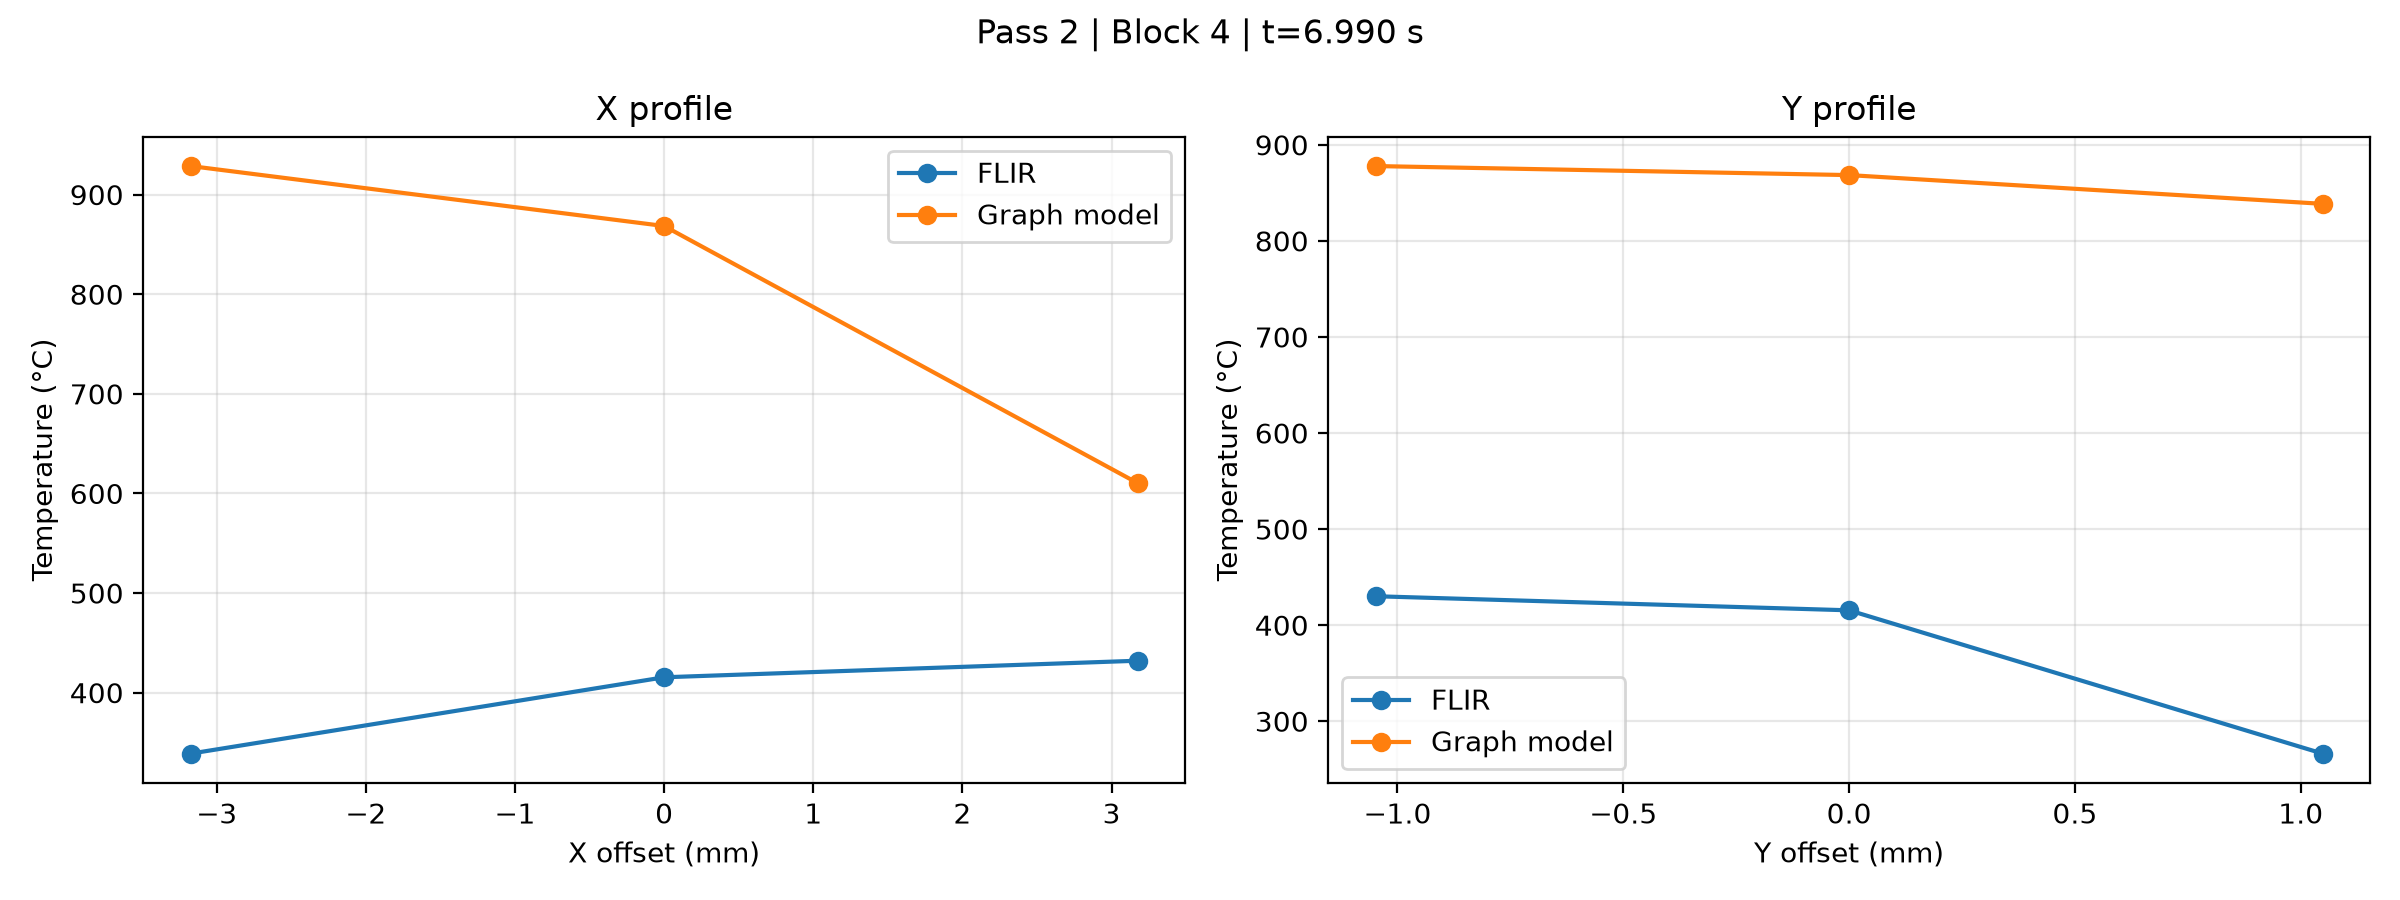 Pass 2 | Block 4 | t=6.990 s
X profile
FLIR
Graph model
900
800
700
600
500
400
Temperature (°C)
−3
−2
−1
0
1
2
3
X offset (mm)
Y profile
FLIR
Graph model
900
800
700
600
500
400
300
Temperature (°C)
−1.0
−0.5
0.0
0.5
1.0
Y offset (mm)